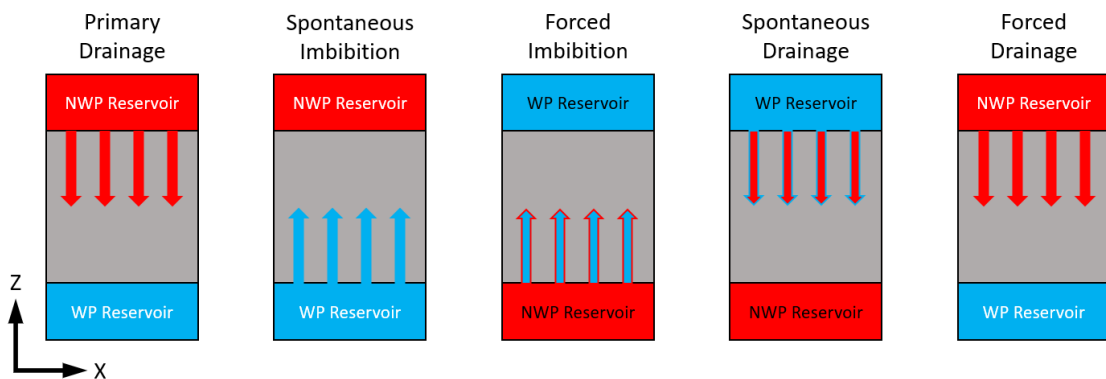 Primary
Drainage
Spontaneous
Imbibition
Forced
Imbibition
Spontaneous
Drainage
Forced
Drainage
NWP Reservoir
NWP Reservoir
WP Reservoir
WP Reservoir
NWP Reservoir
WP Reservoir
WP Reservoir
NWP Reservoir
NWP Reservoir
WP Reservoir
Z
X